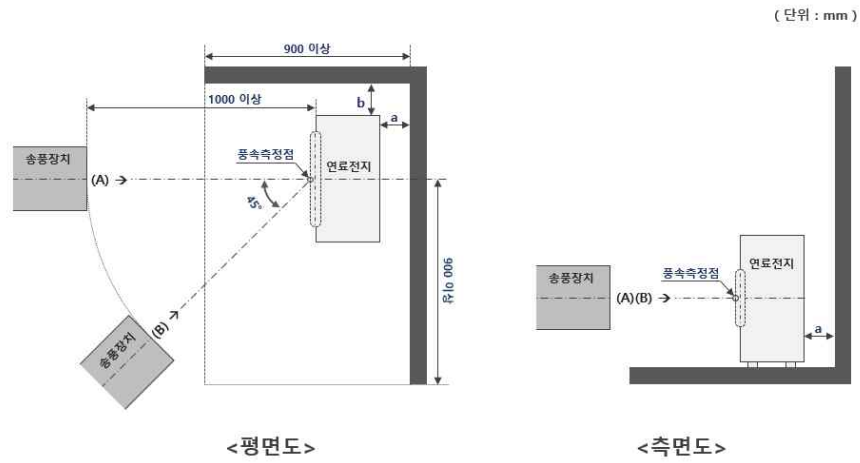 ( 단위 : mm )
900 이상
1000 이상
b
a
송풍장치
(A)
풍속측정점
연료전지
45°
900 이상
(B)
송풍장치
<평면도>
송풍장치
(A)(B)
풍속측정점
연료전지
a
<측면도>